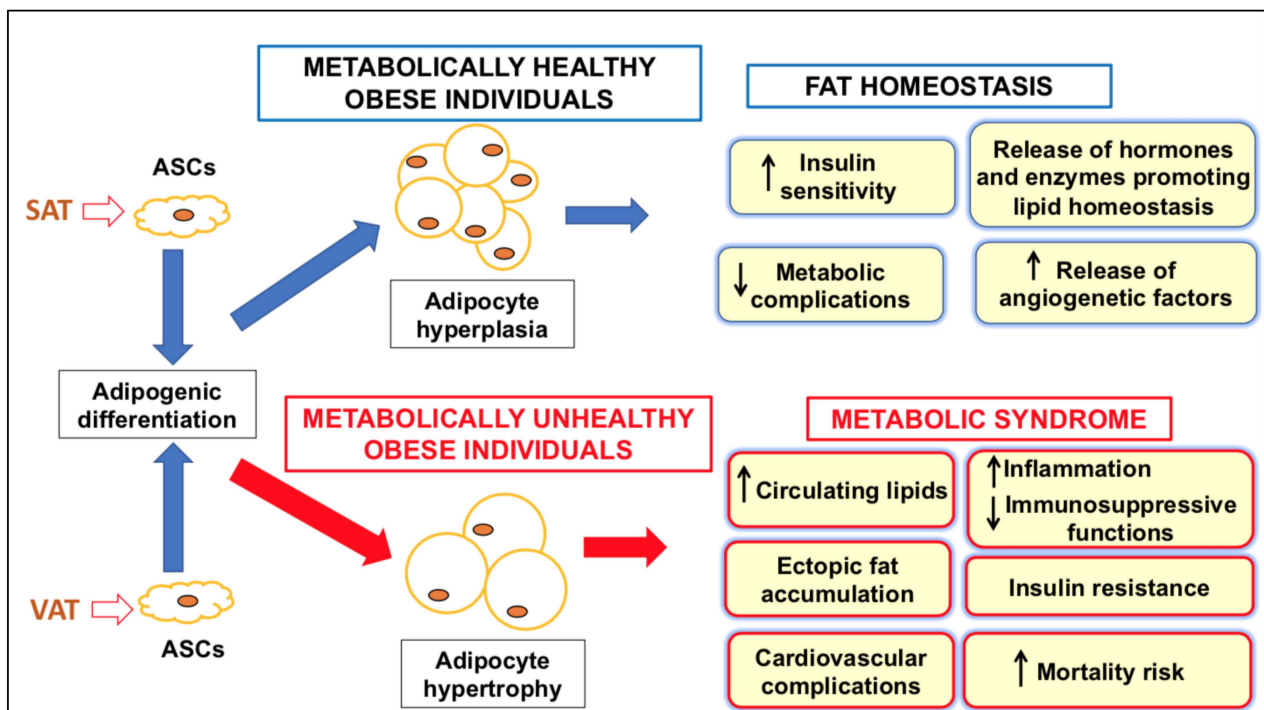 METABOLICALLY HEALTHY
OBESE INDIVIDUALS
FAT HOMEOSTASIS
ASCs
SAT
↑ Insulin
sensitivity
Release of hormones
and enzymes promoting
lipid homeostasis
↓ Metabolic
complications
↑ Release of
angiogenetic factors
Adipocyte
hyperplasia
Adipogenic
differentiation
METABOLICALLY UNHEALTHY
OBESE INDIVIDUALS
METABOLIC SYNDROME
↑ Circulating lipids
↑ Inflammation
↓ Immunosuppressive
functions
Ectopic fat
accumulation
Insulin resistance
VAT
ASCs
Adipocyte
hypertrophy
Cardiovascular
complications
↑ Mortality risk